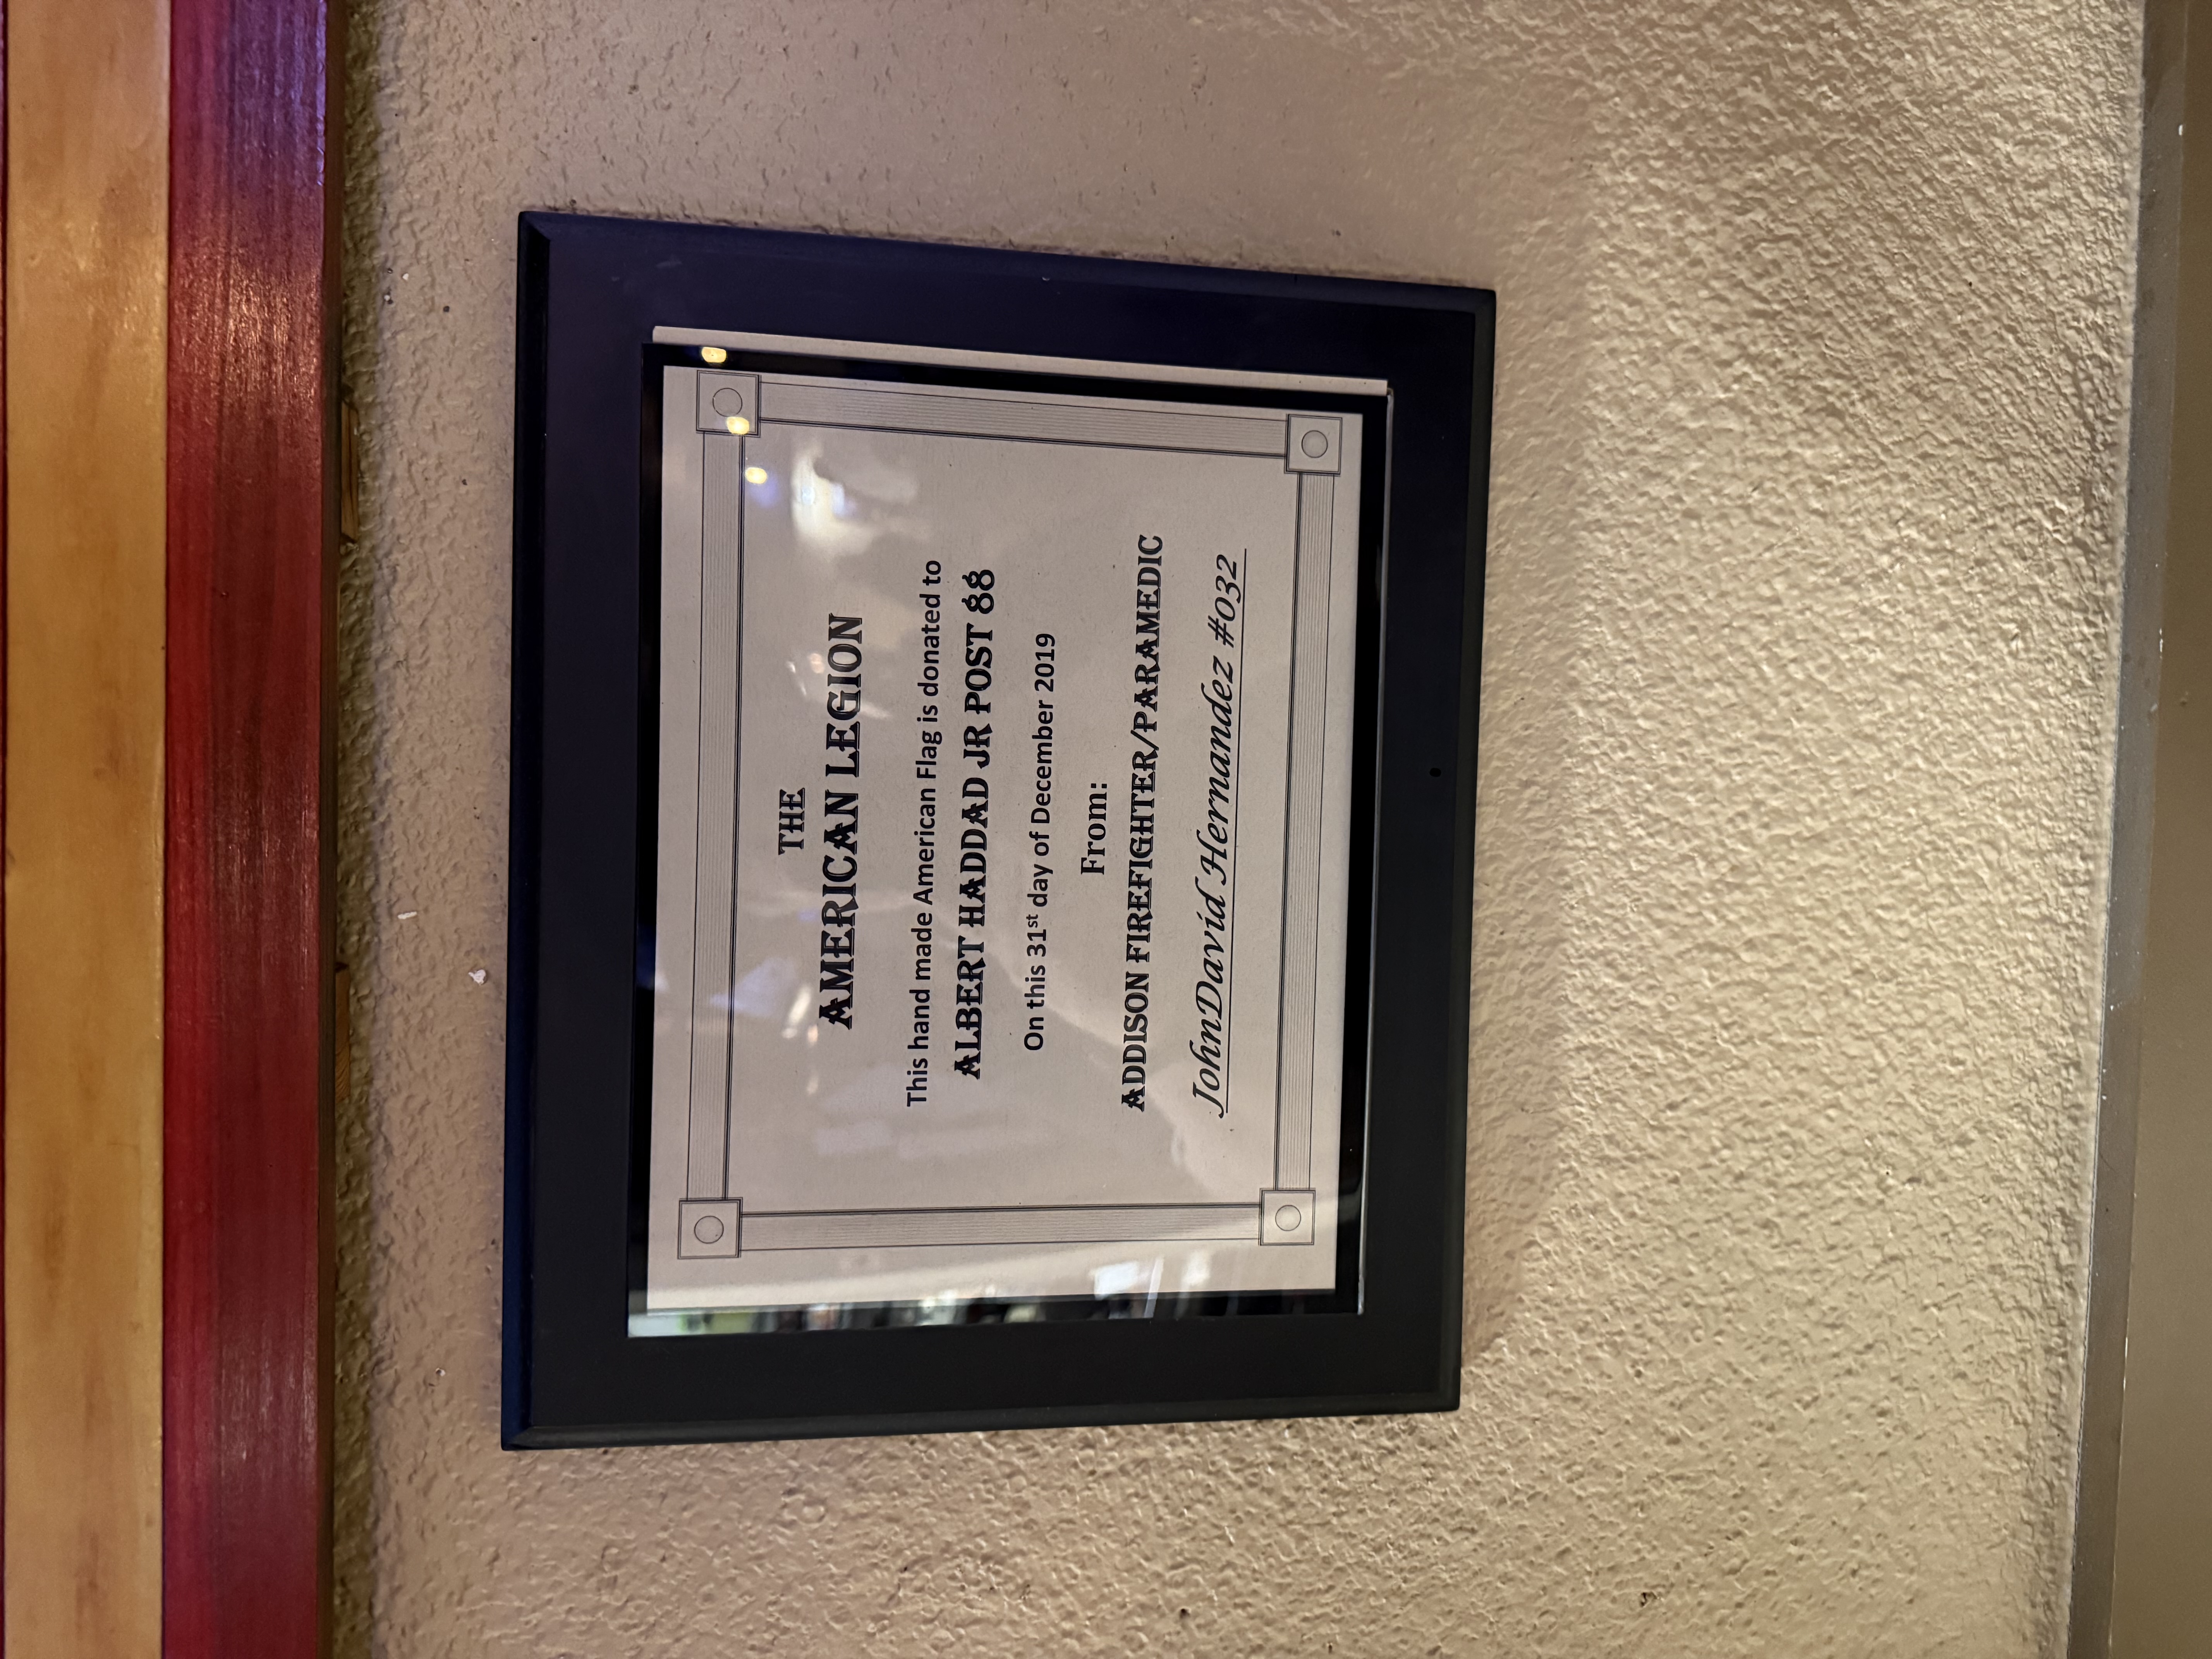 THE
AMERICAN LEGION
This hand made American Flag is donated to
ALBERT HADDAD JR POST 88
On this 31st day of December 2019
From:
ADDISON FIREFIGHTER/PARAMEDIC
JohnDavid Hernandez #032